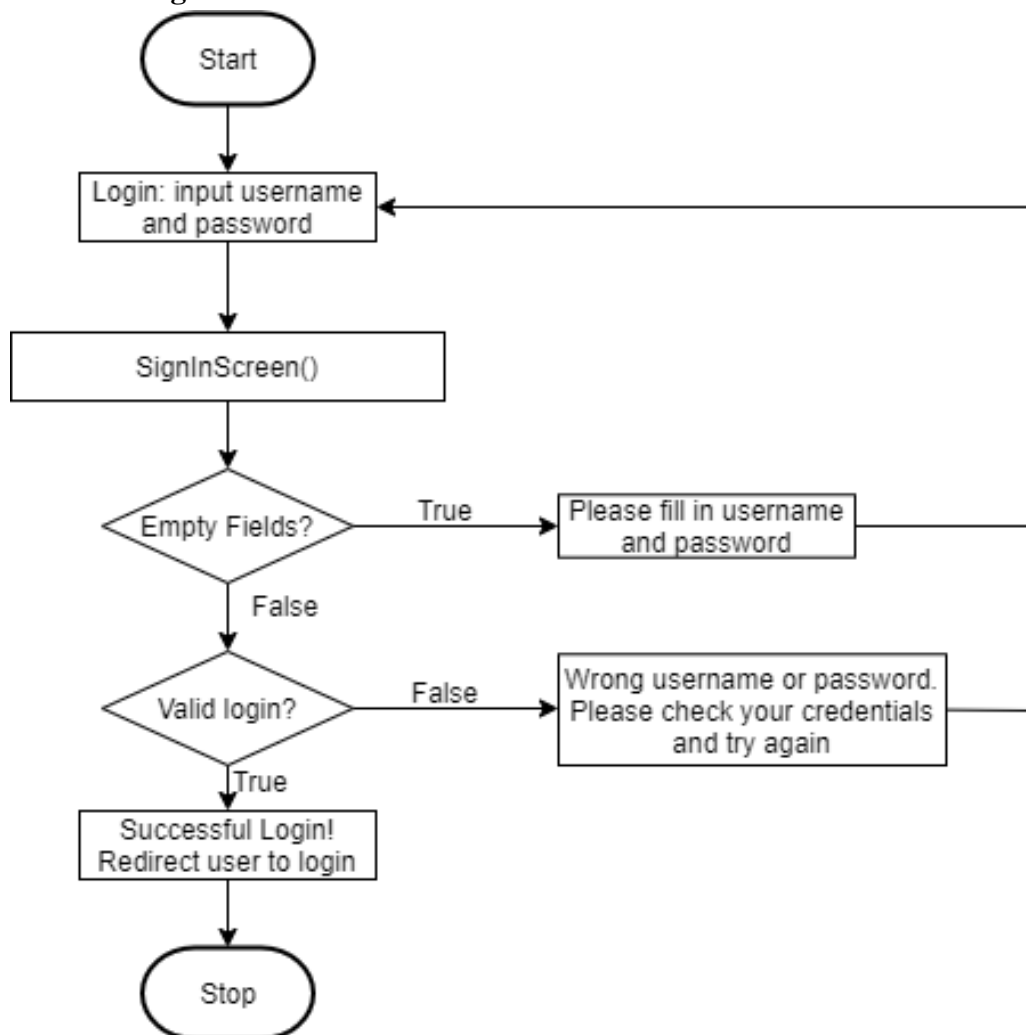 Start
Login: input username
and password
SignInScreen()
Empty Fields?
True
Please fill in username
and password
False
Valid login?
False
Wrong username or password.
Please check your credentials
and try again
True
Successful Login!
Redirect user to login
Stop